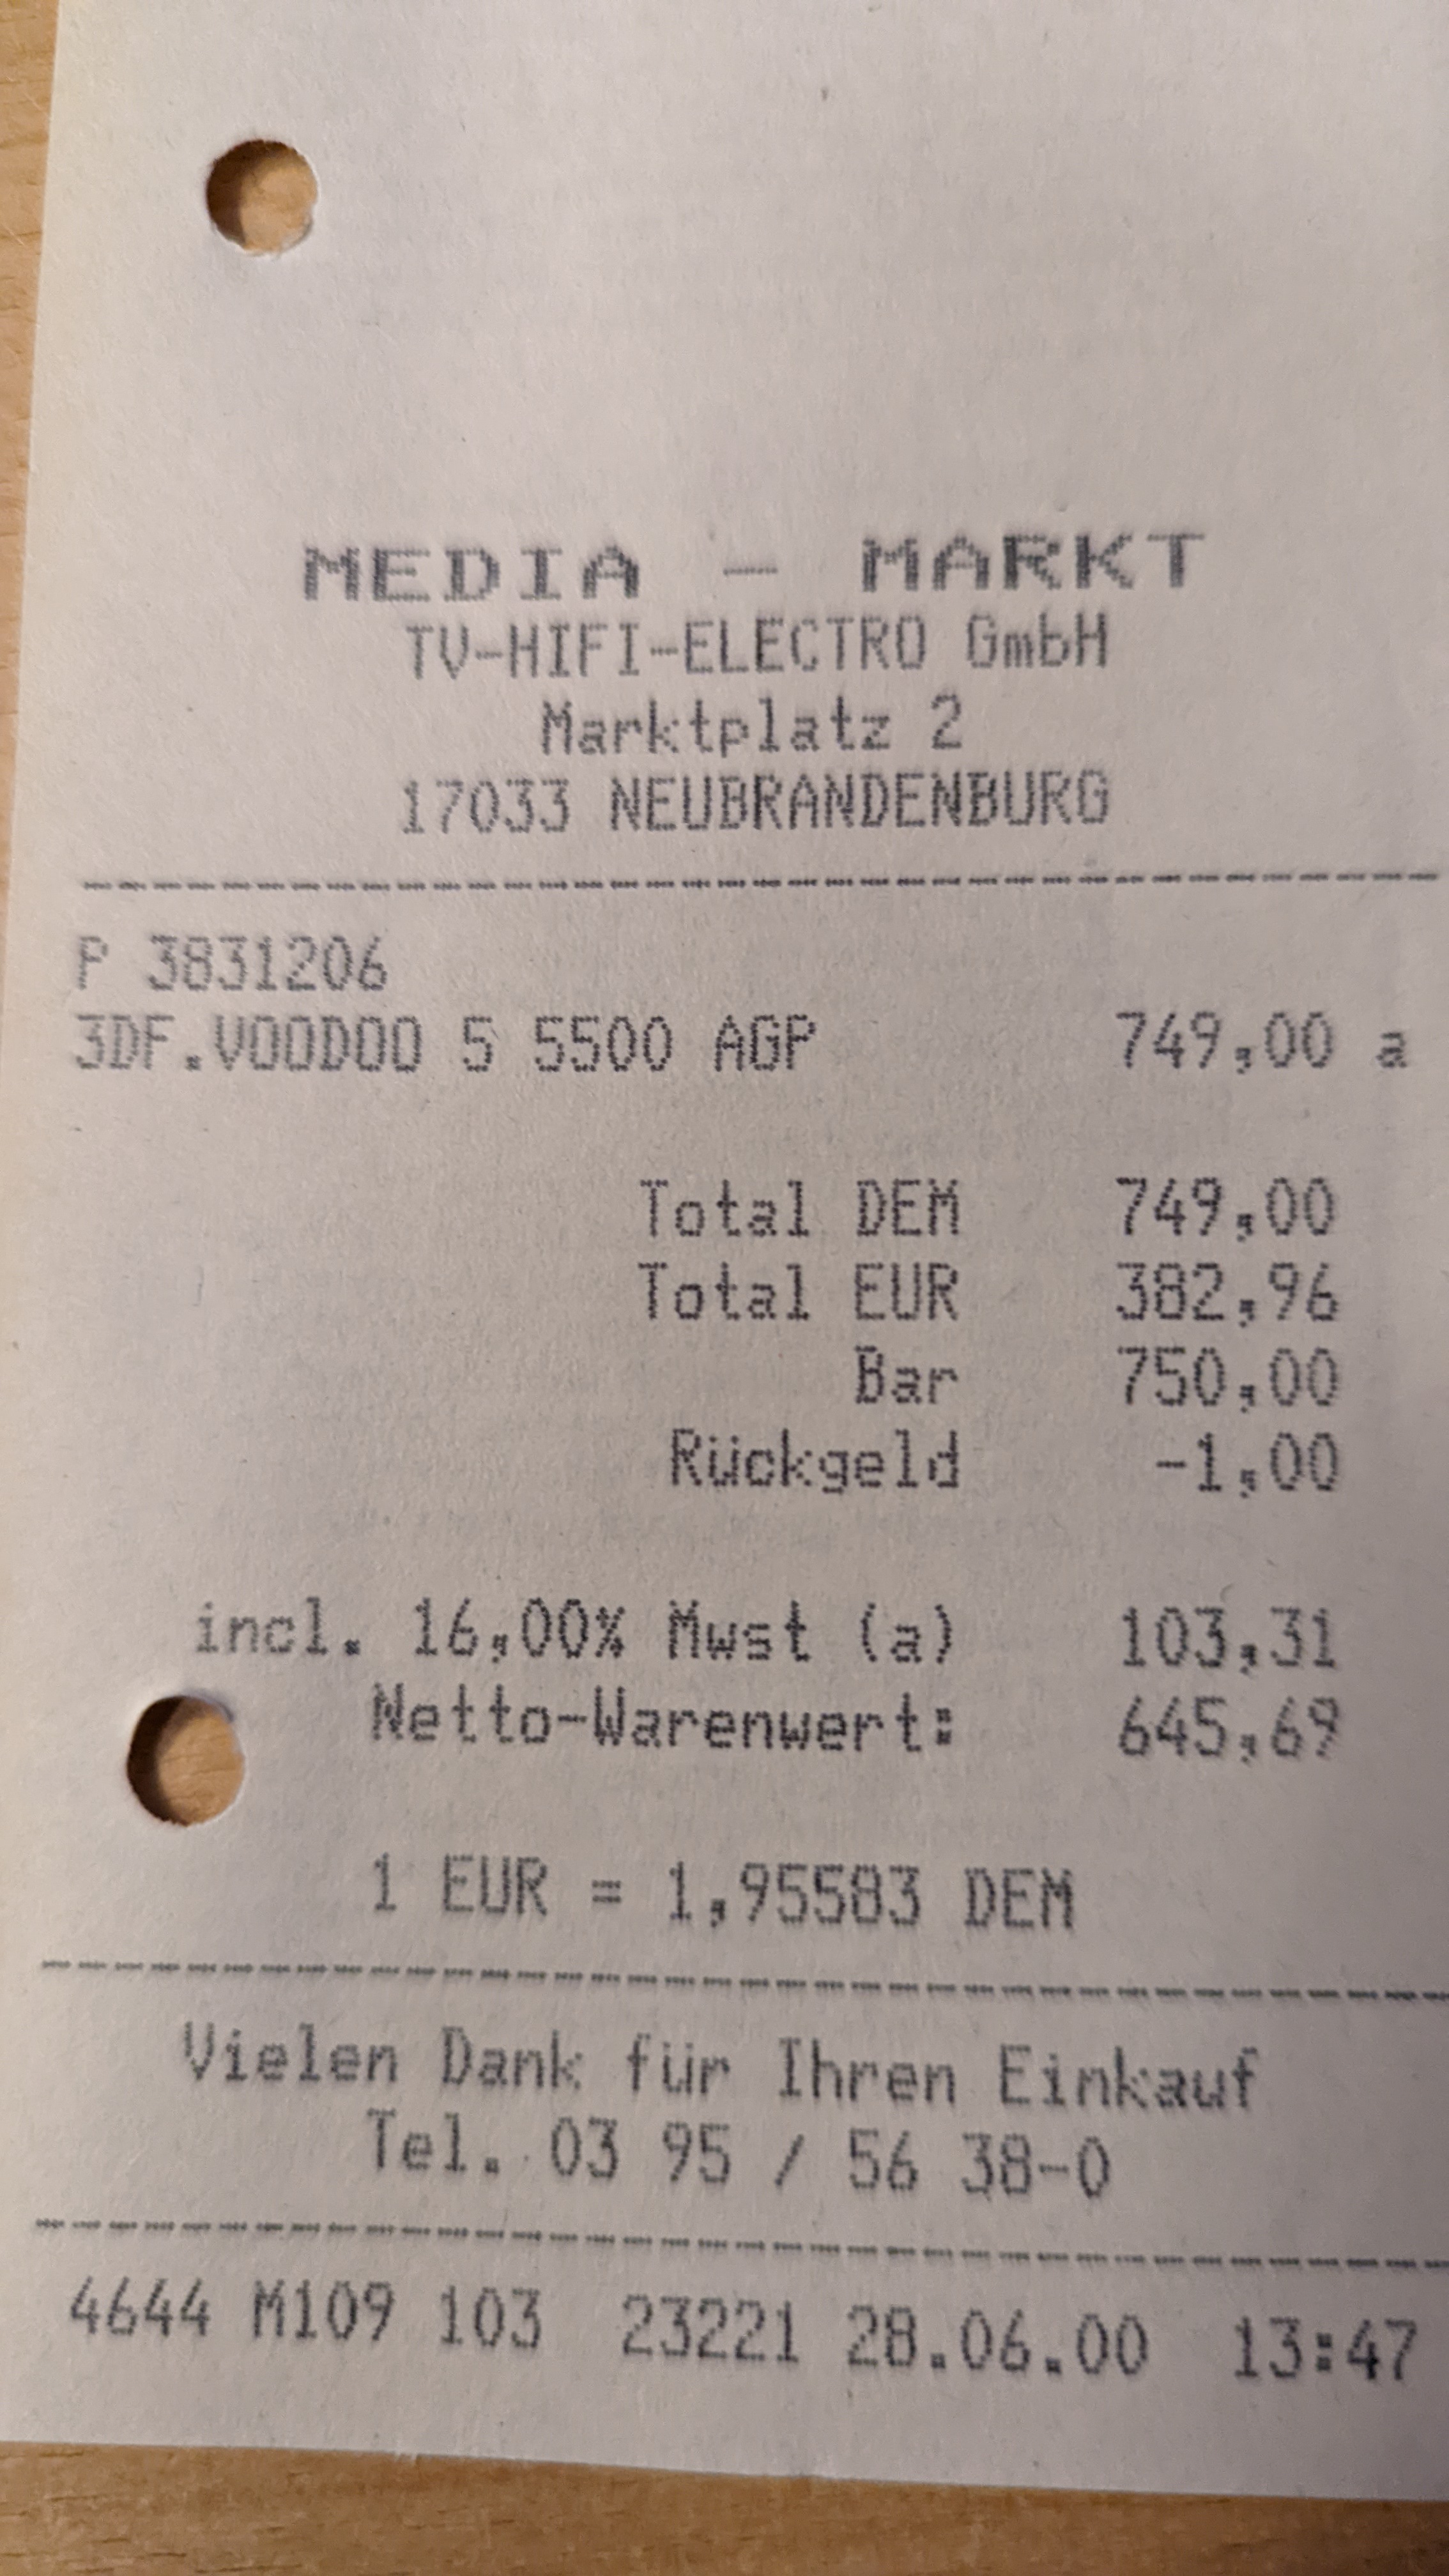 MEDIA - MARKT
TV-HIFI-ELECTRO GmbH
Marktplatz 2
17033 NEUBRANDENBURG
P 3831206
3DF.VOODOO 5 5500 AGP 749,00 a
Total DEM 749,00
Total EUR 382,96
Bar 750,00
Rückgeld -1,00
incl. 16,00% Mwst (a) 103,31
Netto-Warenwert: 645,69
1 EUR = 1,95583 DEM
Vielen Dank für Ihren Einkauf
Tel. 03 95 / 56 38-0
4644 M109 103 23221 28.06.00 13:47